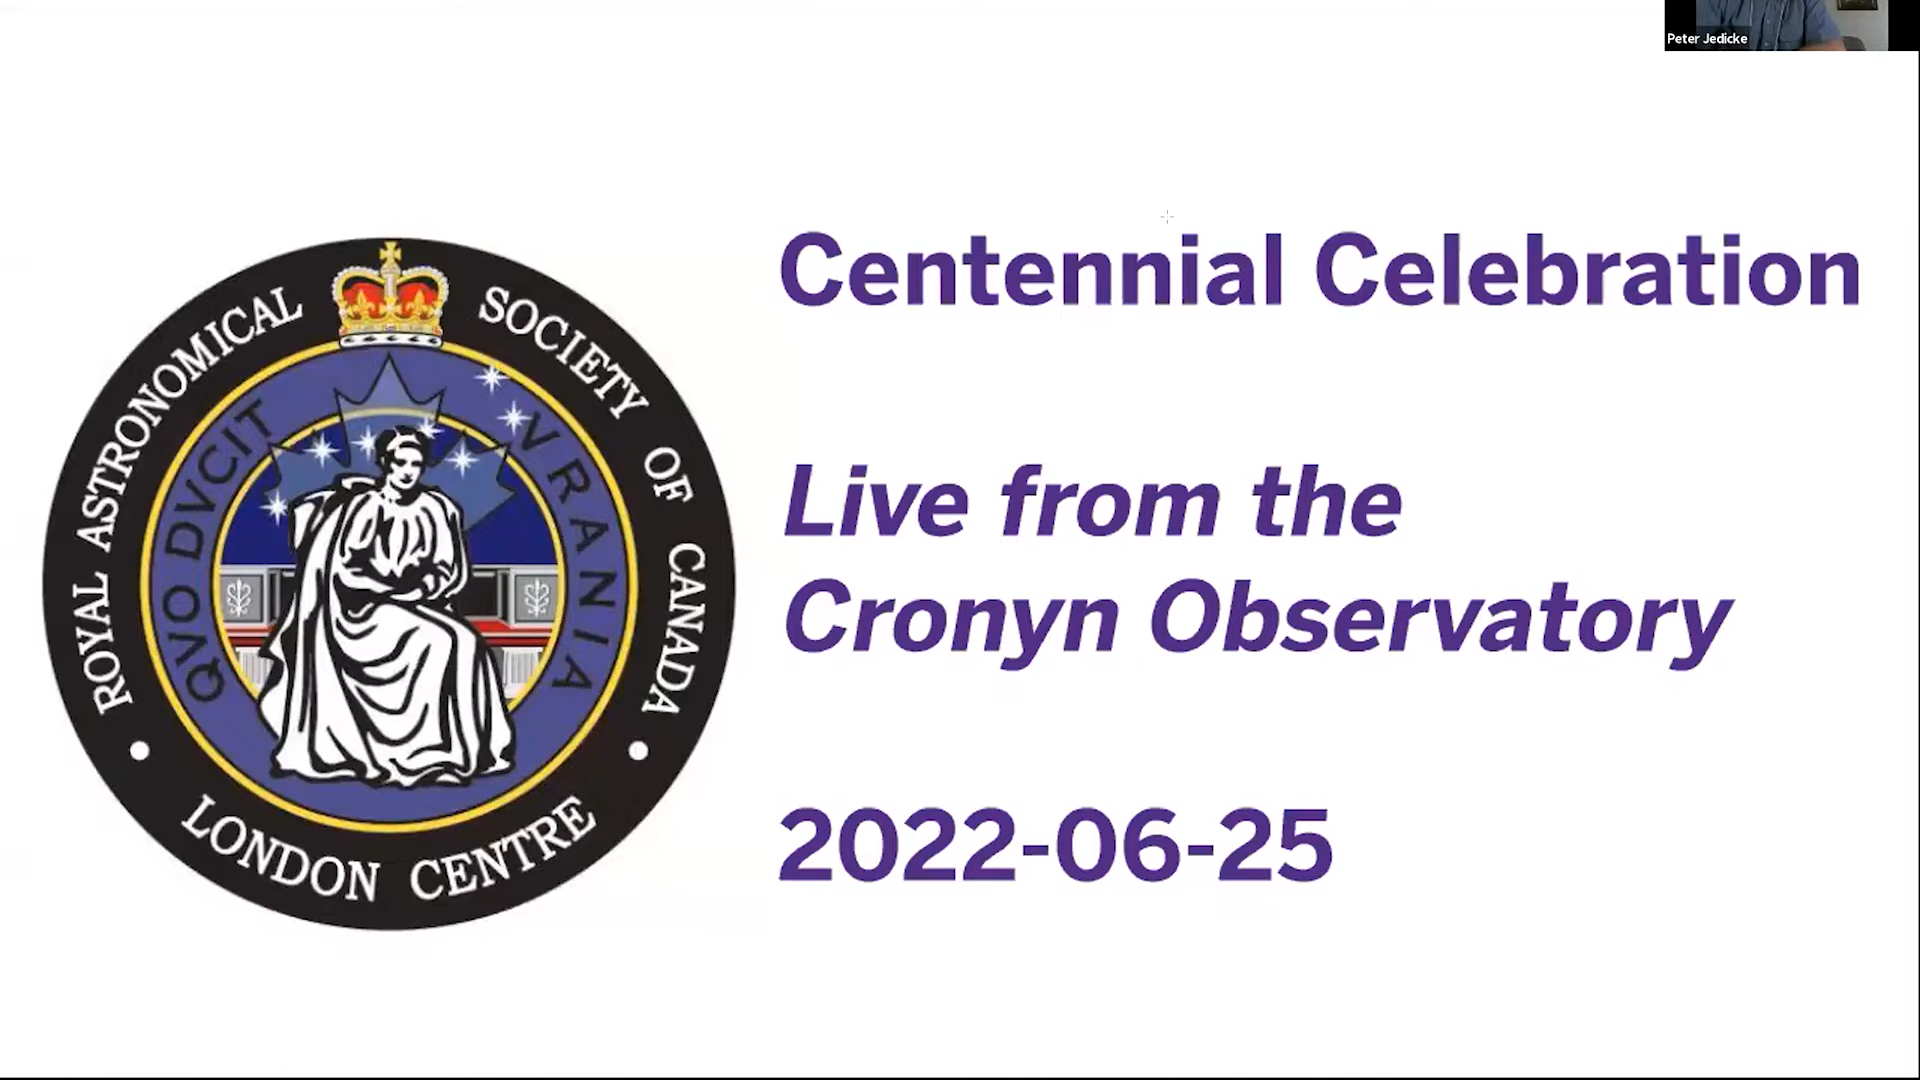 Peter Jedicke
ROYAL ASTRONOMICAL SOCIETY OF CANADA
QVO DVCIT VRANIA
LONDON CENTRE
Centennial Celebration
Live from the
Cronyn Observatory
2022-06-25